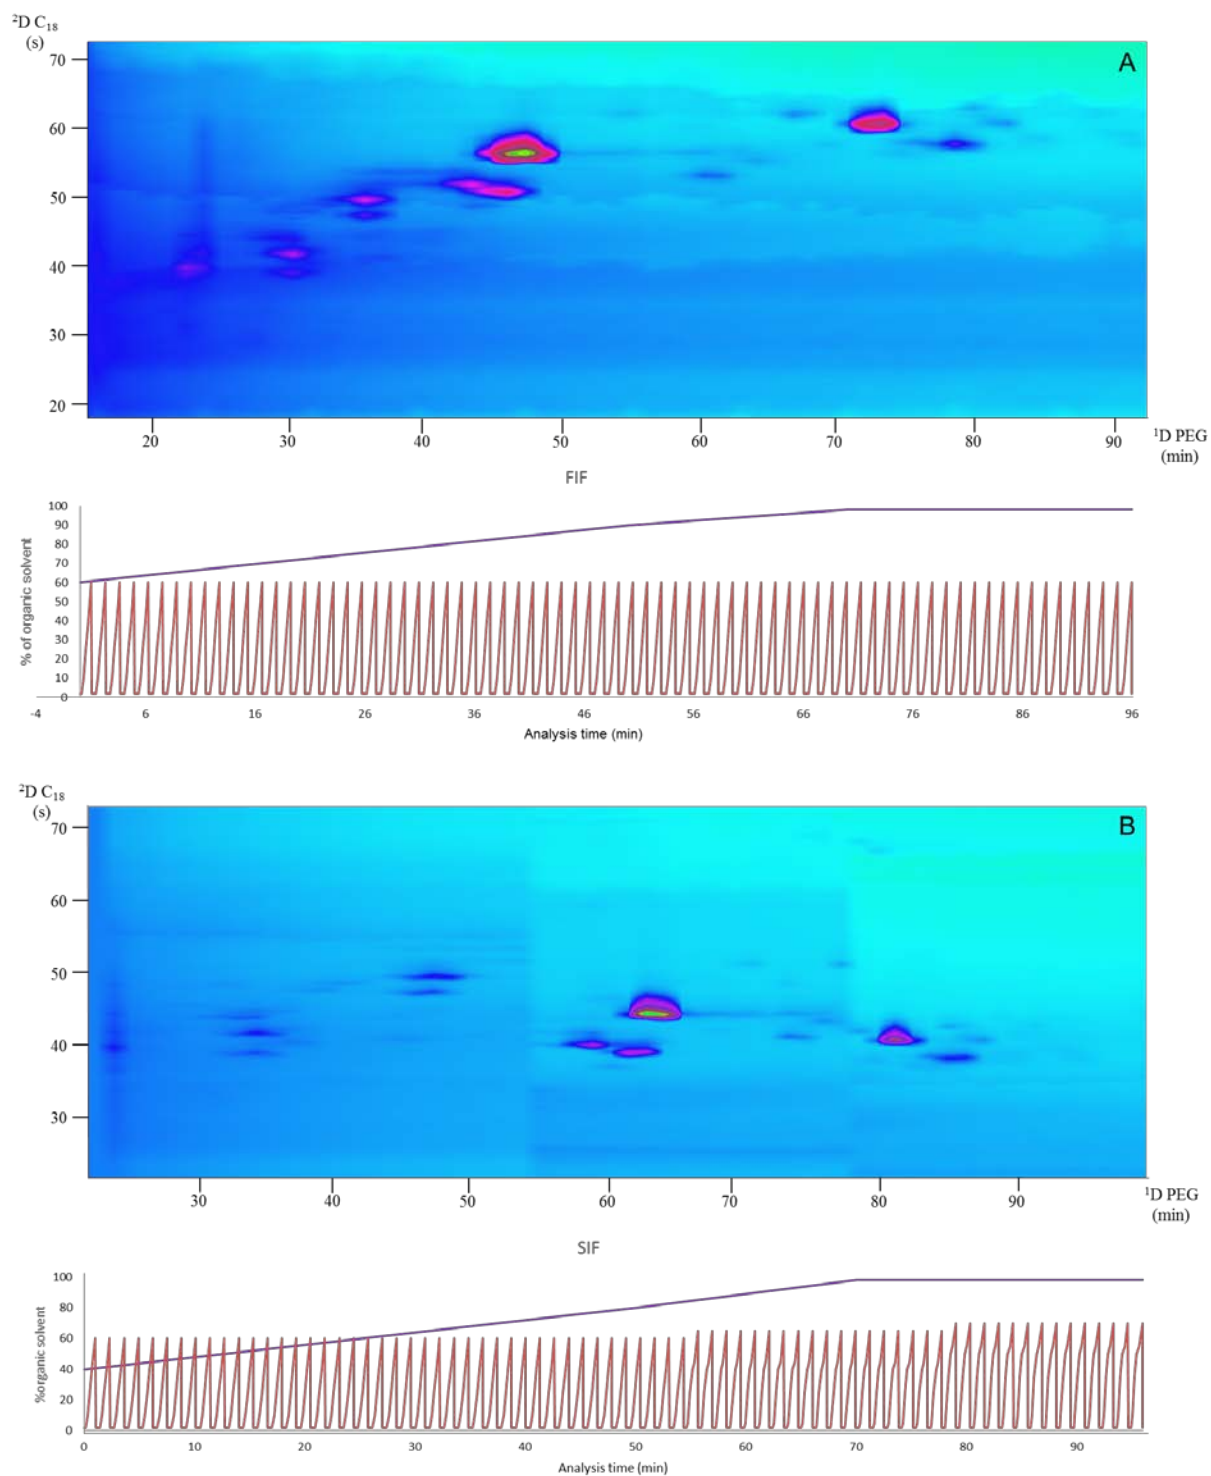 ²D C₁₈
(s)
A
70
60
50
40
30
20
20 30 40 50 60 70 80 90
¹D PEG
(min)
FIF
% of organic solvent
100
90
80
70
60
50
40
30
20
10
0
-4 6 16 26 36 46 56 66 76 86 96
Analysis time (min)
²D C₁₈
(s)
B
70
60
50
40
30
30 40 50 60 70 80 90
¹D PEG
(min)
SIF
%organic solvent
100
80
60
40
20
0
0 10 20 30 40 50 60 70 80 90
Analysis time (min)